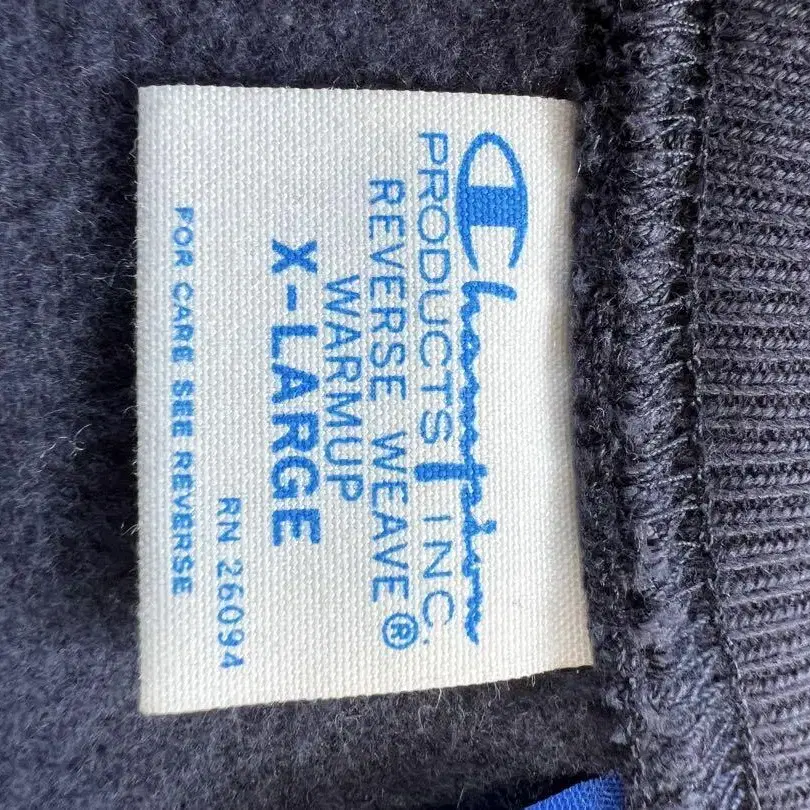 Champion
PRODUCTS INC.
REVERSE WEAVE®
WARMUP
X-LARGE
RN 26094
FOR CARE SEE REVERSE